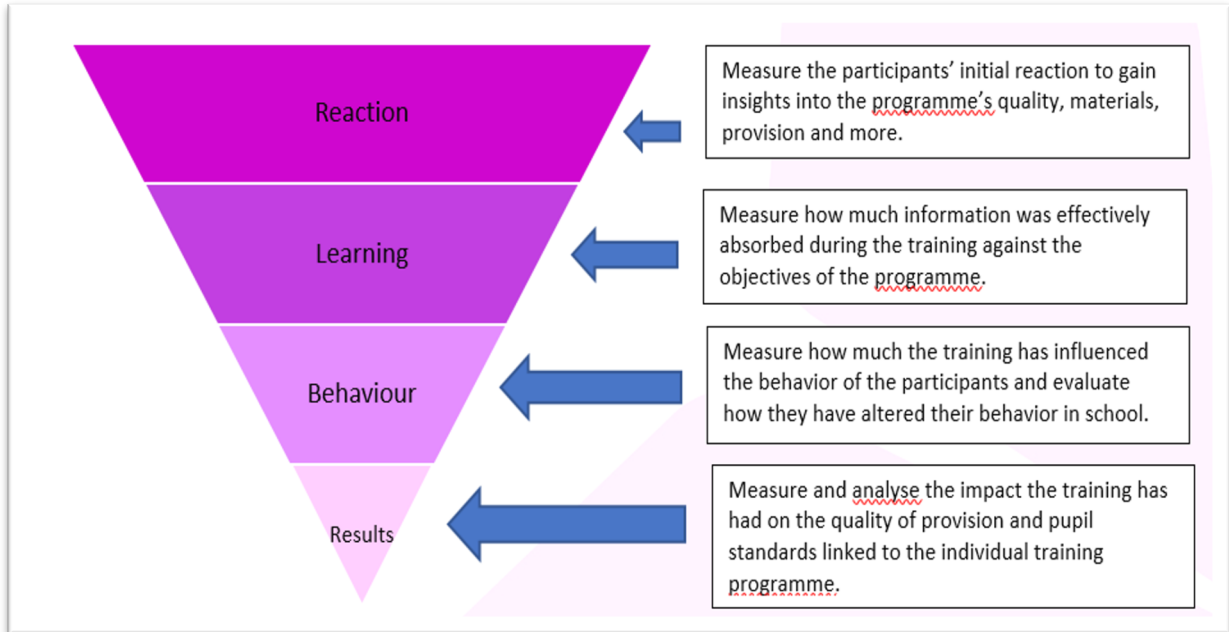 Reaction
Measure the participants’ initial reaction to gain
insights into the programme’s quality, materials,
provision and more.
Learning
Measure how much information was effectively
absorbed during the training against the
objectives of the programme.
Behaviour
Measure how much the training has influenced
the behavior of the participants and evaluate
how they have altered their behavior in school.
Results
Measure and analyse the impact the training has
had on the quality of provision and pupil
standards linked to the individual training
programme.